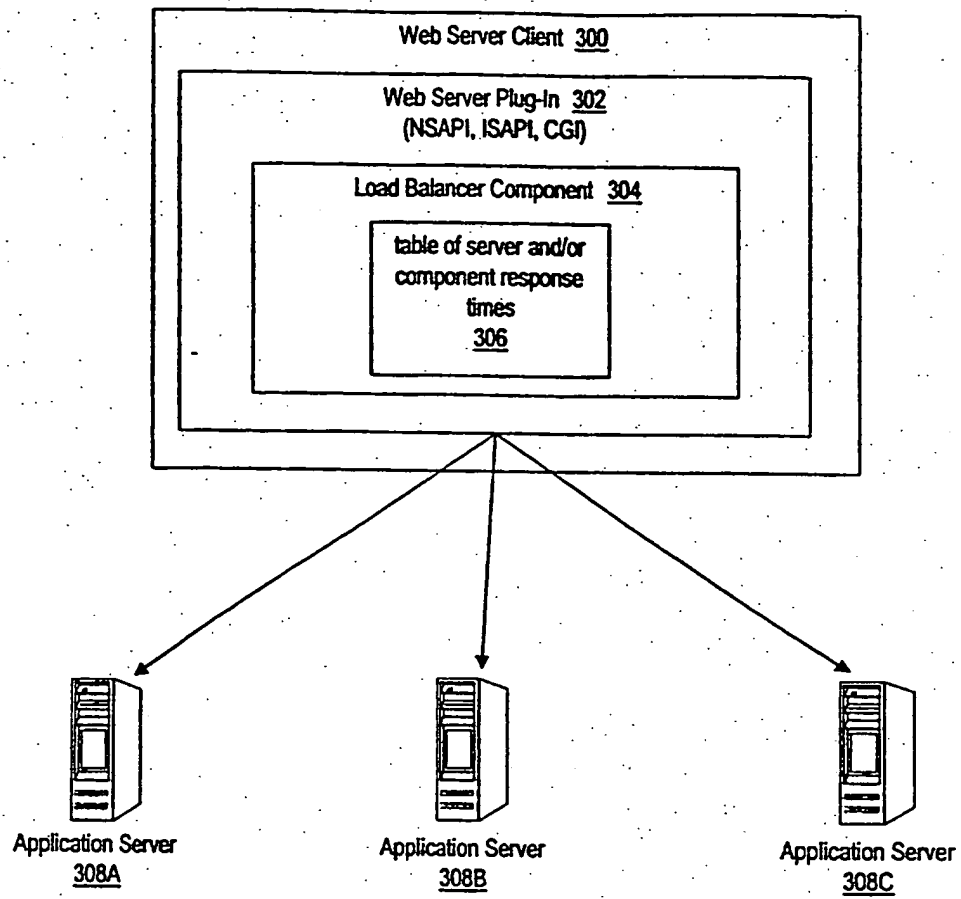 Web Server Client 300
Web Server Plug-In 302
(NSAPI, ISAPI, CGI)
Load Balancer Component 304
table of server and/or
component response
times
306
Application Server
308A
Application Server
308B
Application Server
308C